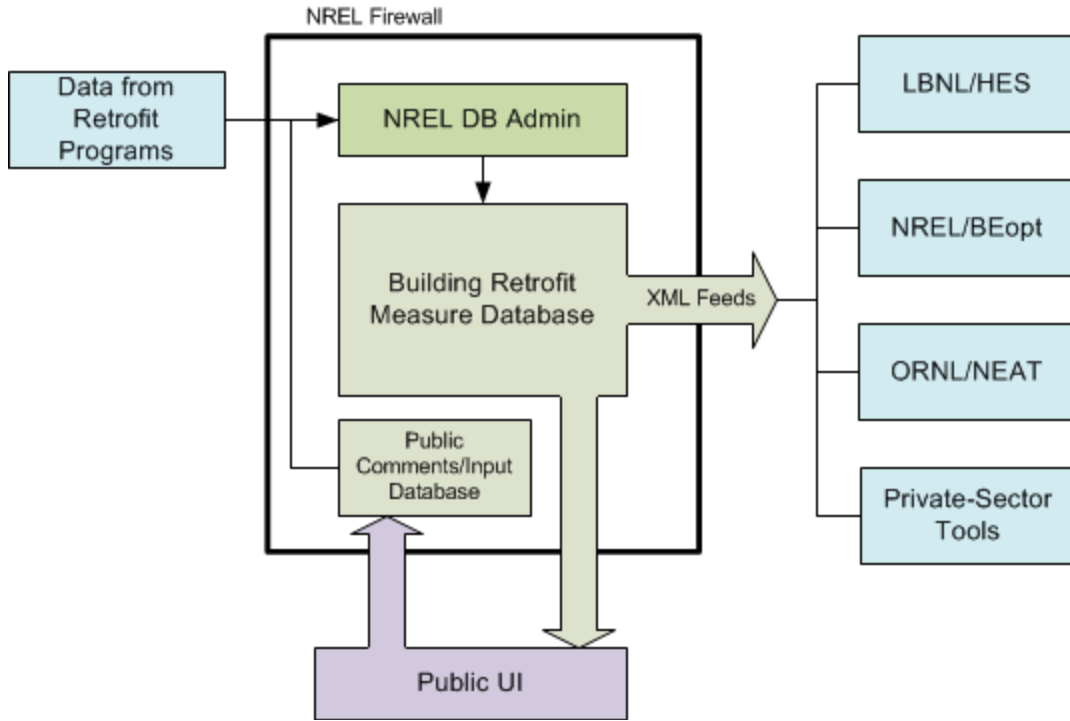 NREL Firewall
Data from
Retrofit
Programs
NREL DB Admin
Building Retrofit
Measure Database
XML Feeds
Public
Comments/Input
Database
Public UI
LBNL/HES
NREL/BEopt
ORNL/NEAT
Private-Sector
Tools